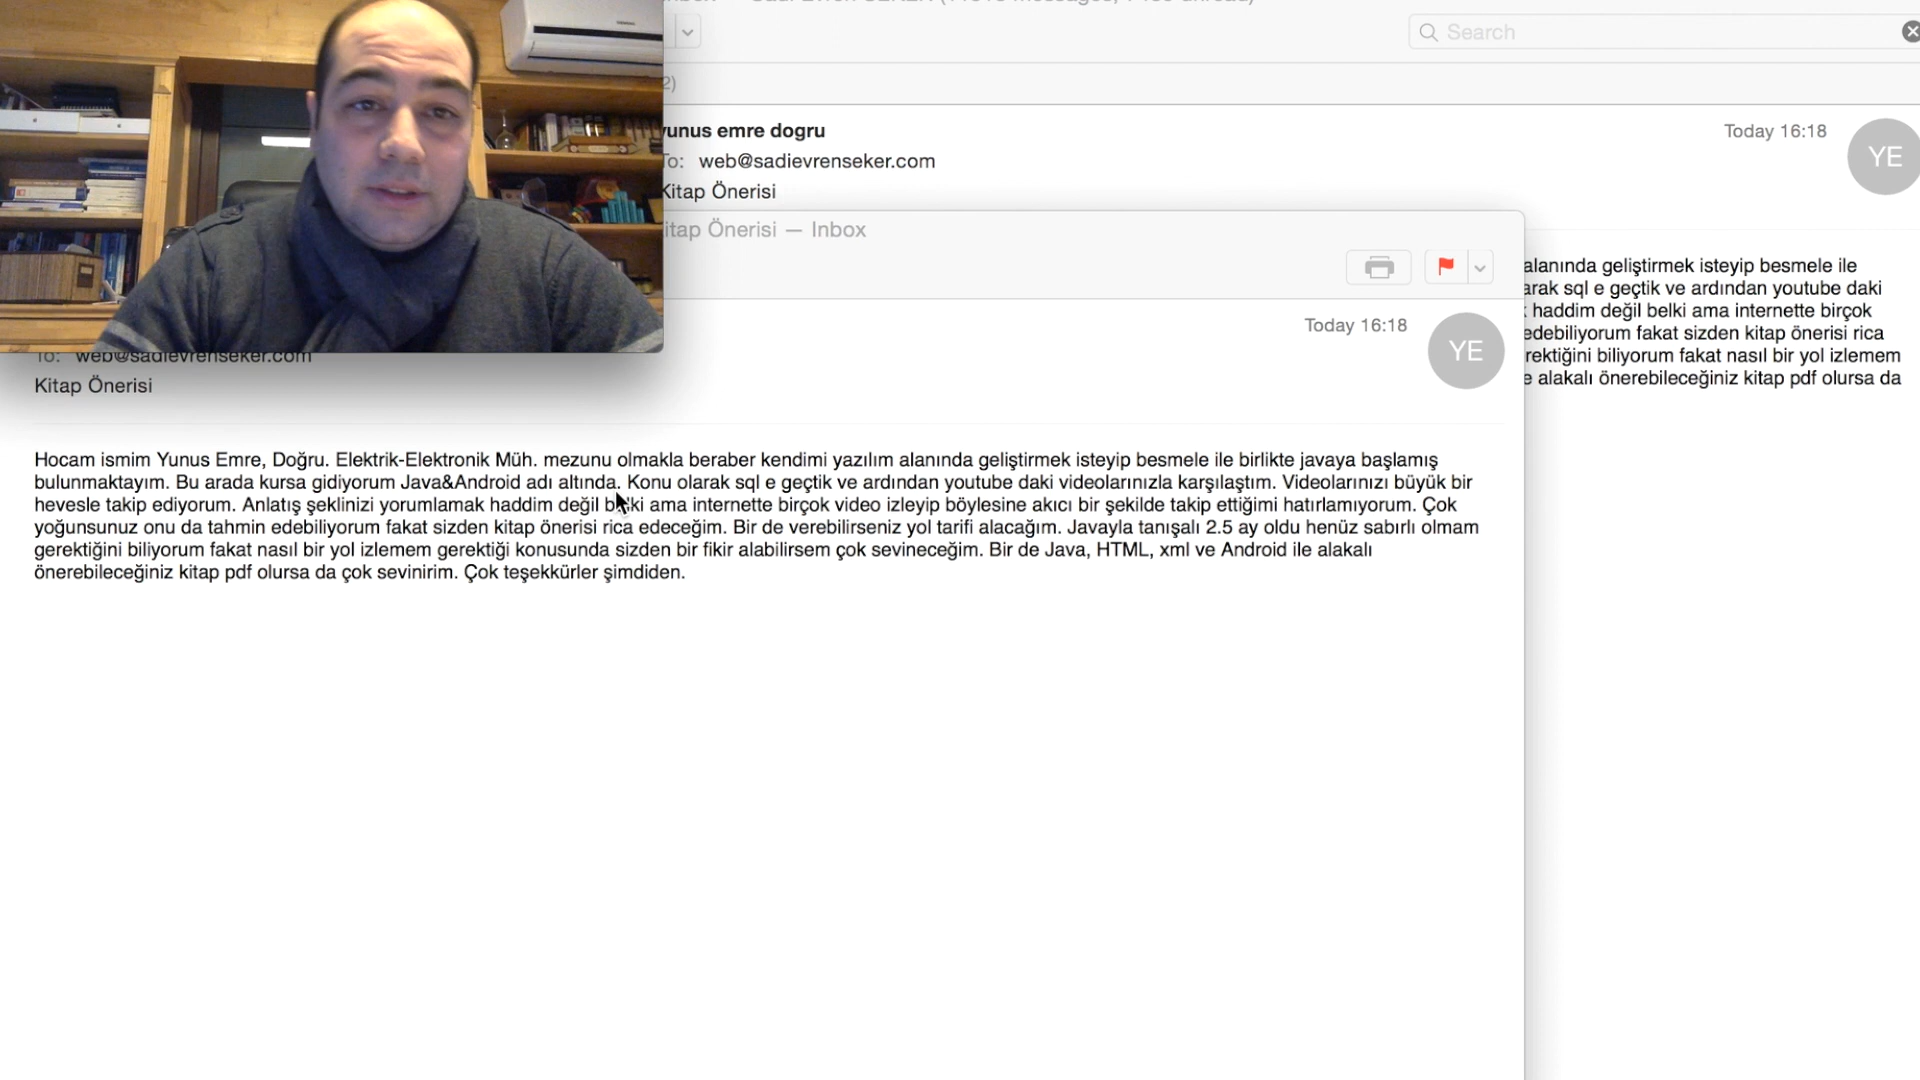 Search
2)
yunus emre dogru
Today 16:18
YE
To: web@sadievrenseker.com
Kitap Önerisi
Kitap Önerisi — Inbox
alanında geliştirmek isteyip besmele ile
sql e geçtik ve ardından youtube daki
haddim değil belki ama internette birçok
edebiliyorum fakat sizden kitap önerisi rica
biliyorum fakat nasıl bir yol izlemem
alakalı önerebileceğiniz kitap pdf olursa da
Today 16:18
YE
To: web@sadievrenseker.com
Kitap Önerisi
Hocam ismim Yunus Emre, Doğru. Elektrik-Elektronik Müh. mezunu olmakla beraber kendimi yazılım alanında geliştirmek isteyip besmele ile birlikte javaya başlamış
bulunmaktayım. Bu arada kursa gidiyorum Java&Android adı altında. Konu olarak sql e geçtik ve ardından youtube daki videolarınızla karşılaştım. Videolarınızı büyük bir
hevesle takip ediyorum. Anlatış şeklinizi yorumlamak haddim değil belki ama internette birçok video izleyip böylesine akıcı bir şekilde takip ettiğimi hatırlamıyorum. Çok
yoğunsunuz onu da tahmin edebiliyorum fakat sizden kitap önerisi rica edeceğim. Bir de verebilirseniz yol tarifi alacağım. Javayla tanışalı 2.5 ay oldu henüz sabırlı olmam
gerektiğini biliyorum fakat nasıl bir yol izlemem gerektiği konusunda sizden bir fikir alabilirsem çok sevineceğim. Bir de Java, HTML, xml ve Android ile alakalı
önerebileceğiniz kitap pdf olursa da çok sevinirim. Çok teşekkürler şimdiden.